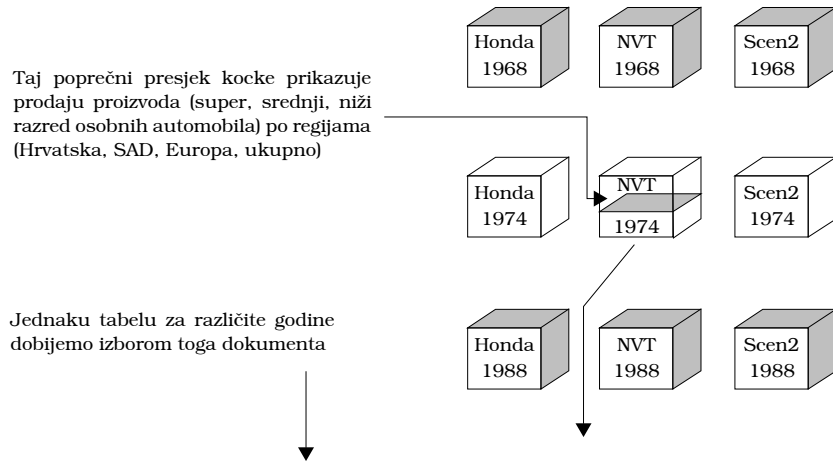 Honda
1968
NVT
1968
Scen2
1968
Taj poprečni presjek kocke prikazuje
prodaju proizvoda (super, srednji, niži
razred osobnih automobila) po regijama
(Hrvatska, SAD, Europa, ukupno)
Honda
1974
NVT
1974
Scen2
1974
Jednaku tabelu za različite godine
dobijemo izborom toga dokumenta
Honda
1988
NVT
1988
Scen2
1988